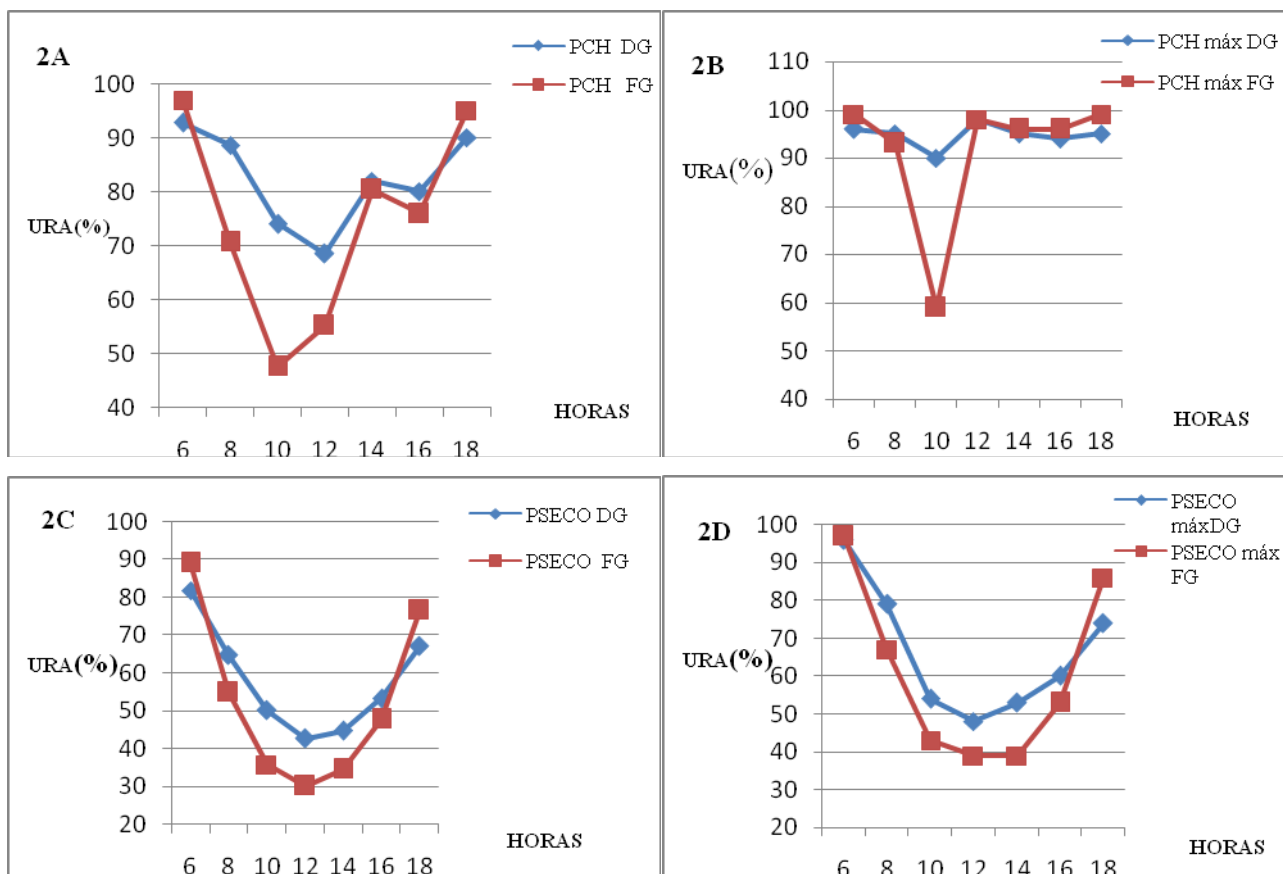 2A
PCH DG
PCH FG
100
90
80
70
60
50
40
URA(%)
HORAS
6 8 10 12 14 16 18
2B
PCH máx DG
PCH máx FG
110
100
90
80
70
60
50
40
URA(%)
HORAS
6 8 10 12 14 16 18
2C
PSECO DG
PSECO FG
100
90
80
70
60
50
40
30
20
URA(%)
HORAS
6 8 10 12 14 16 18
2D
PSECO
máxDG
PSECO máx
FG
100
90
80
70
60
50
40
30
20
URA(%)
HORAS
6 8 10 12 14 16 18